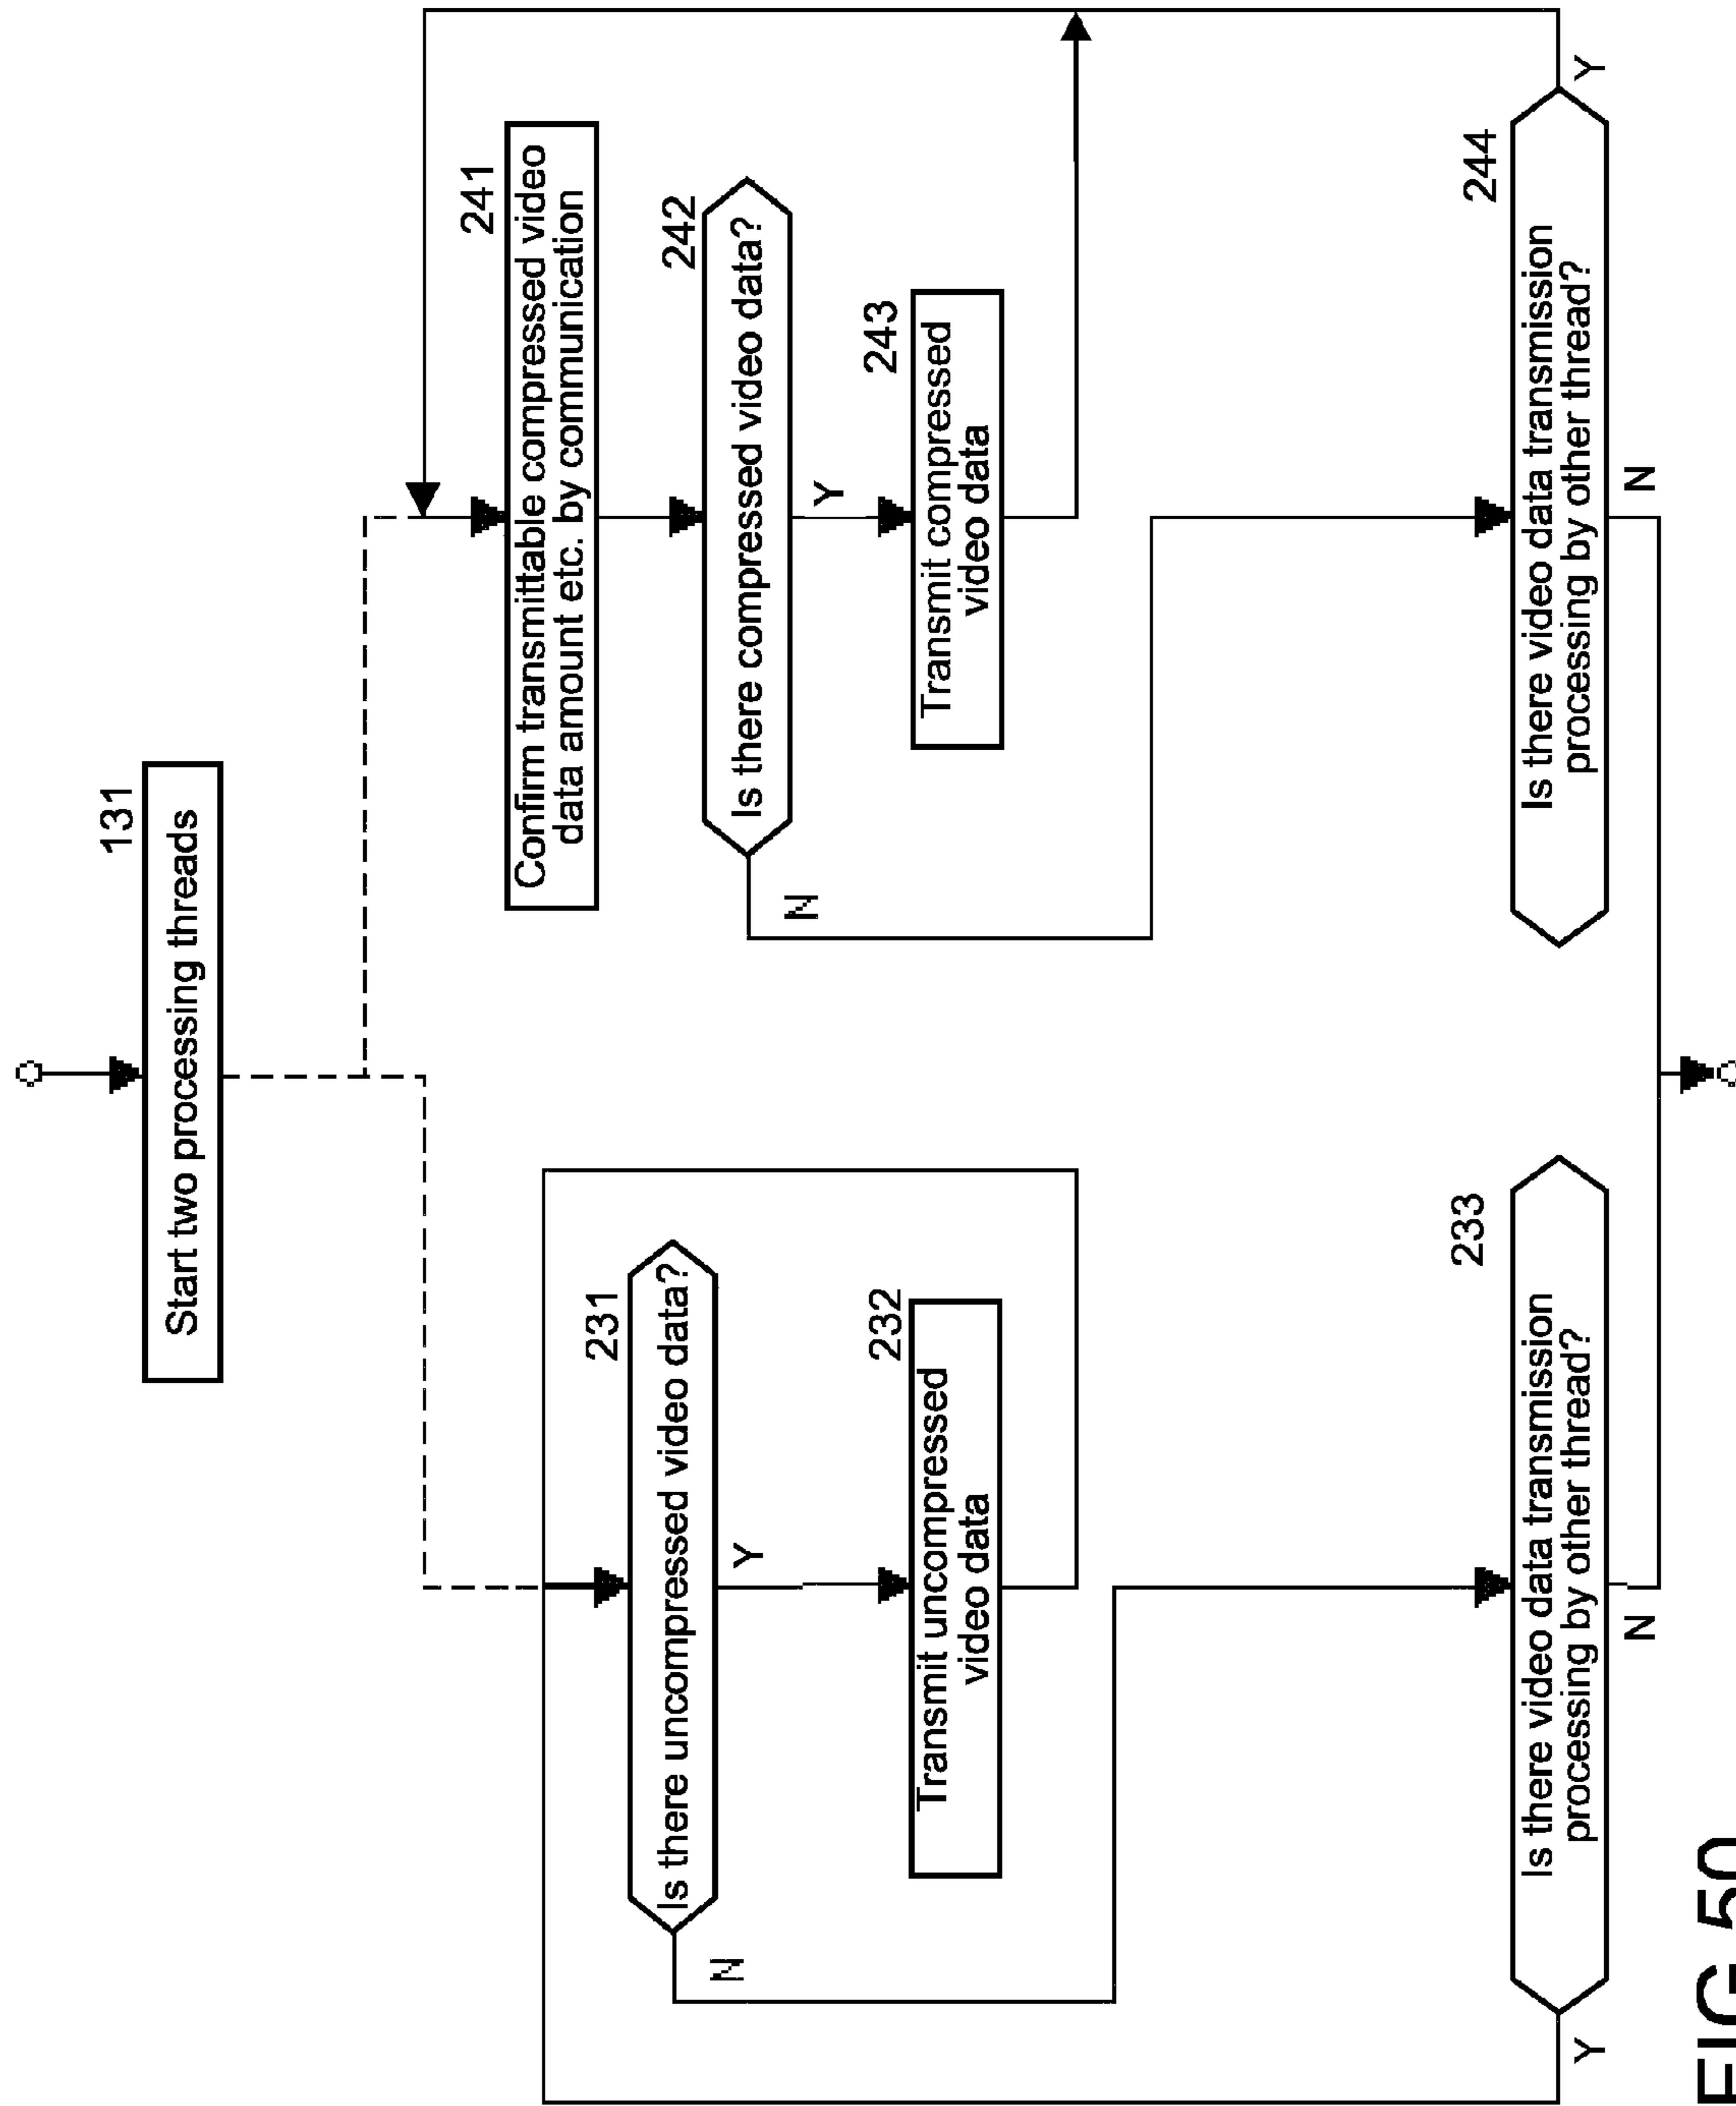 131
Start two processing threads
231
Is there uncompressed video data?
Y
N
232
Transmit uncompressed
video data
233
Is there video data transmission
processing by other thread?
Y
N
241
Confirm transmittable compressed video
data amount etc. by communication
242
Is there compressed video data?
Y
N
243
Transmit compressed
video data
244
Is there video data transmission
processing by other thread?
Y
N
FIG 50